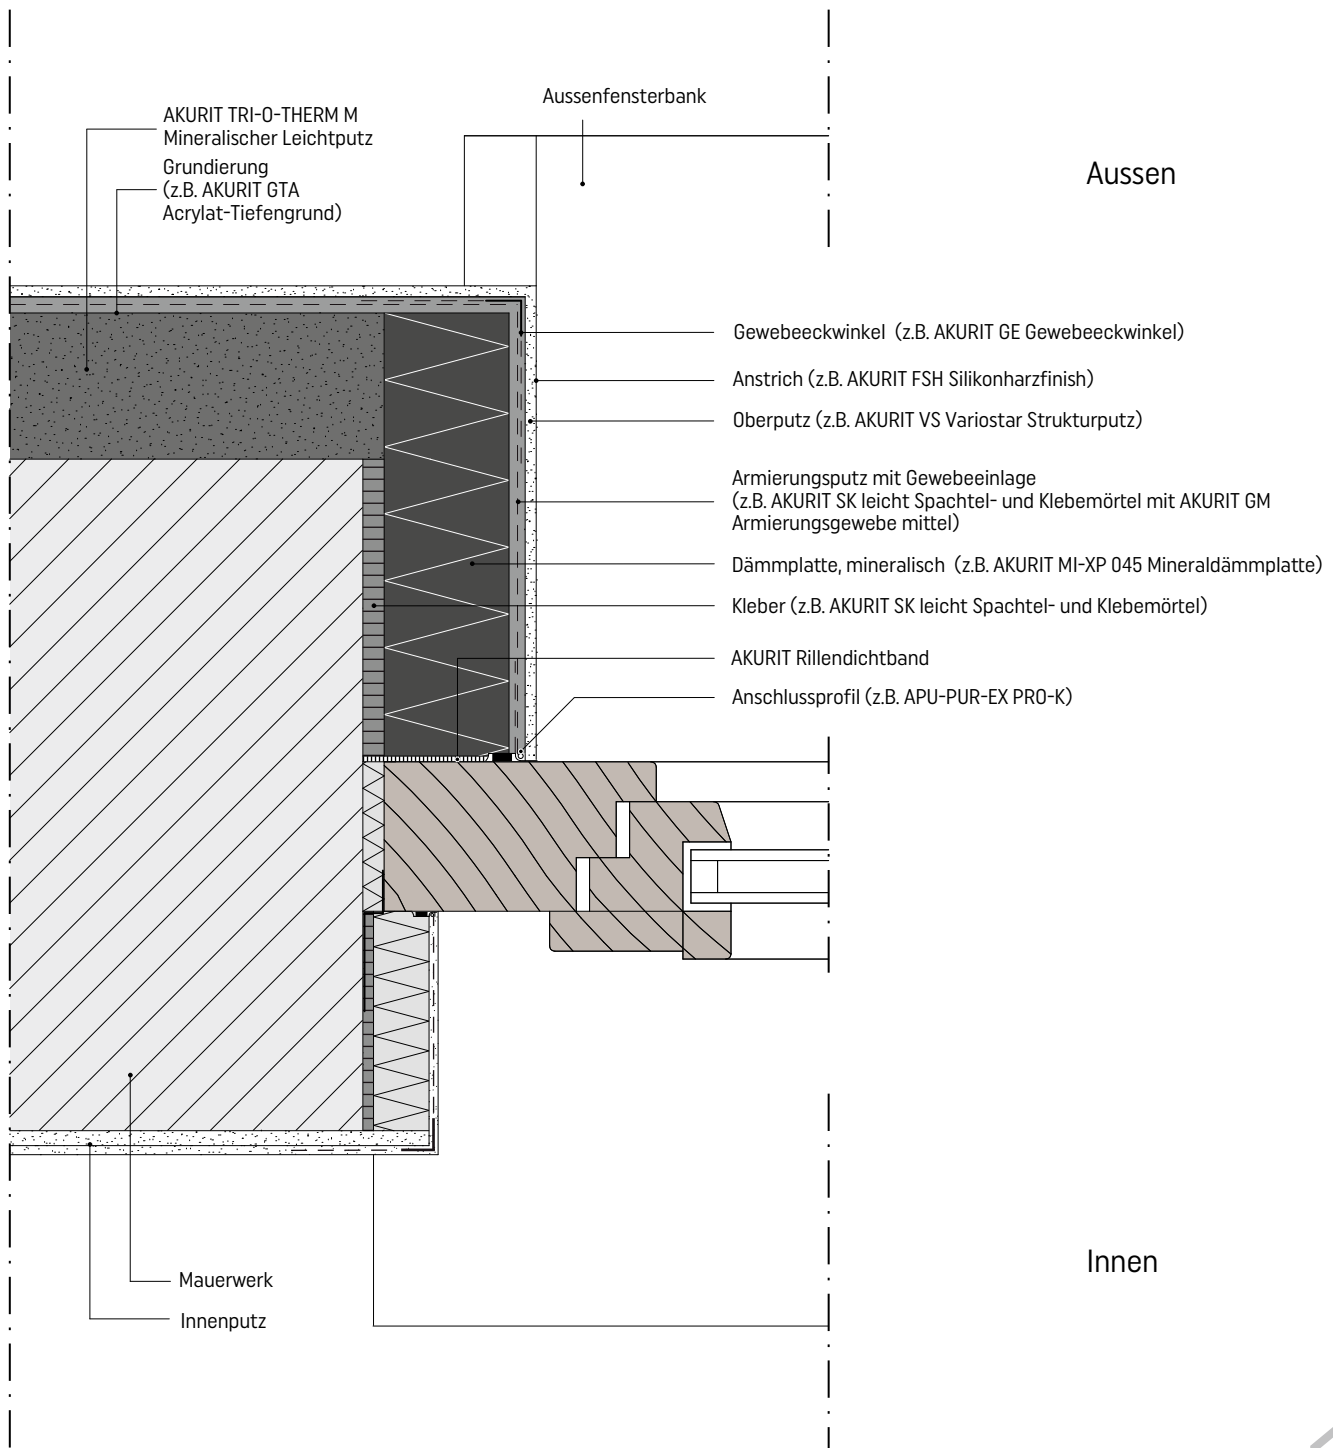 Aussenfensterbank
AKURIT TRI-O-THERM M
Mineralischer Leichtputz
Grundierung
(z.B. AKURIT GTA
Acrylat-Tiefengrund)
Aussen
Gewebeeckwinkel (z.B. AKURIT GE Gewebeeckwinkel)
Anstrich (z.B. AKURIT FSH Silikonharzfinish)
Oberputz (z.B. AKURIT VS Variostar Strukturputz)
Armierungsputz mit Gewebeeinlage
(z.B. AKURIT SK leicht Spachtel- und Klebemörtel mit AKURIT GM
Armierungsgewebe mittel)
Dämmplatte, mineralisch (z.B. AKURIT MI-XP 045 Mineraldämmplatte)
Kleber (z.B. AKURIT SK leicht Spachtel- und Klebemörtel)
AKURIT Rillendichtband
Anschlussprofil (z.B. APU-PUR-EX PRO-K)
Innen
Mauerwerk
Innenputz